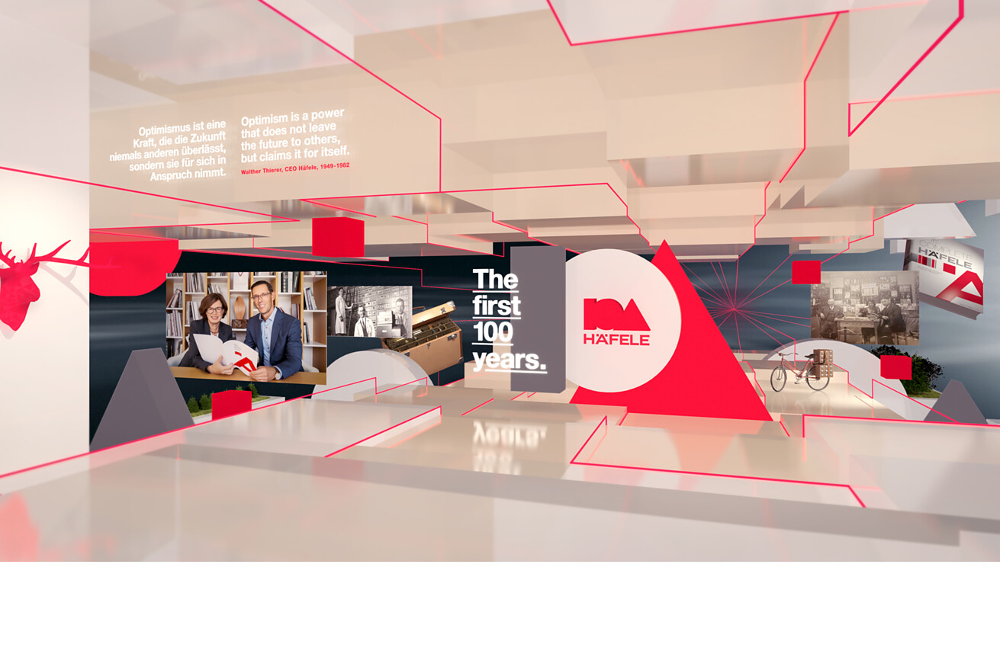 Optimismus ist eine
Kraft, die die Zukunft
niemals anderen überlässt,
sondern sie für sich in
Anspruch nimmt.
Optimism is a power
that does not leave
the future to others,
but claims it for itself.
Walther Thierer, CEO Häfele, 1949-1982
The
first
100
years.
100
HÄFELE
COMPLETE
HÄFELE